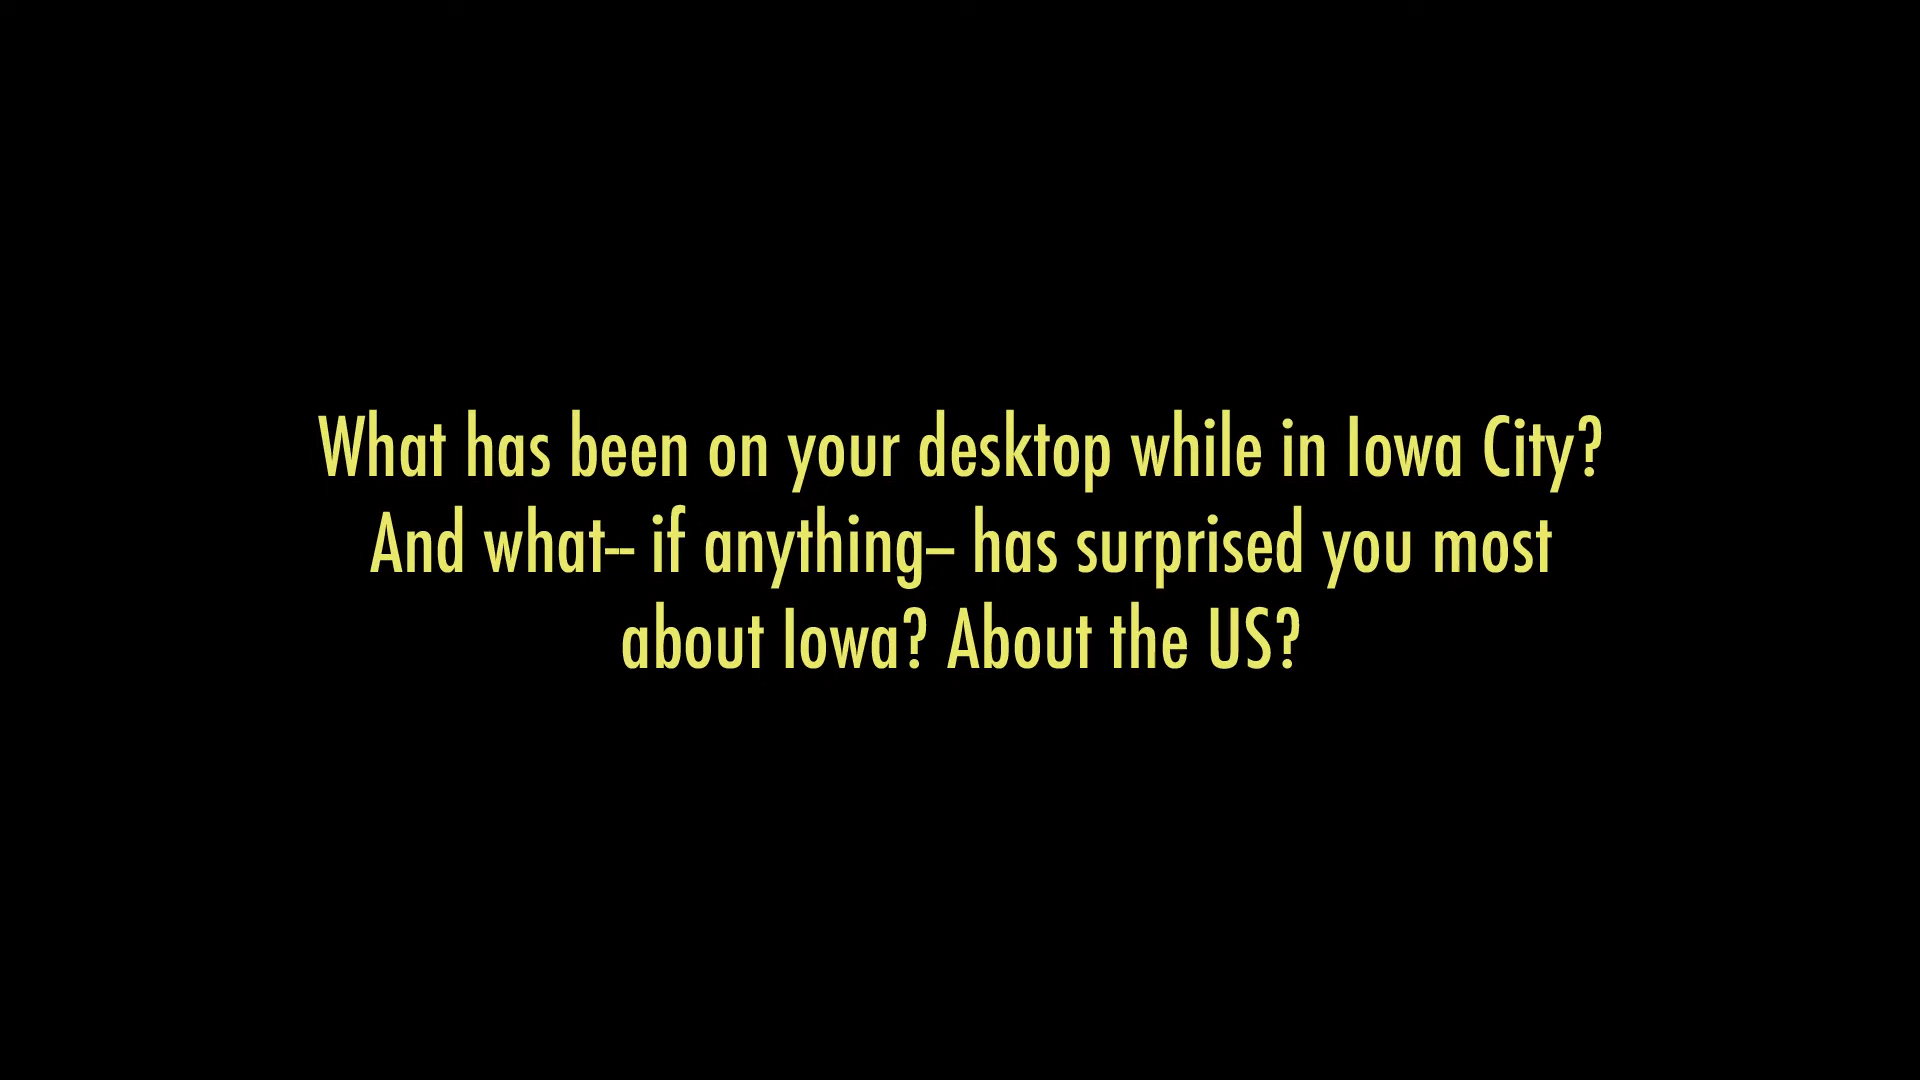 What has been on your desktop while in Iowa City?
And what-- if anything– has surprised you most
about Iowa? About the US?